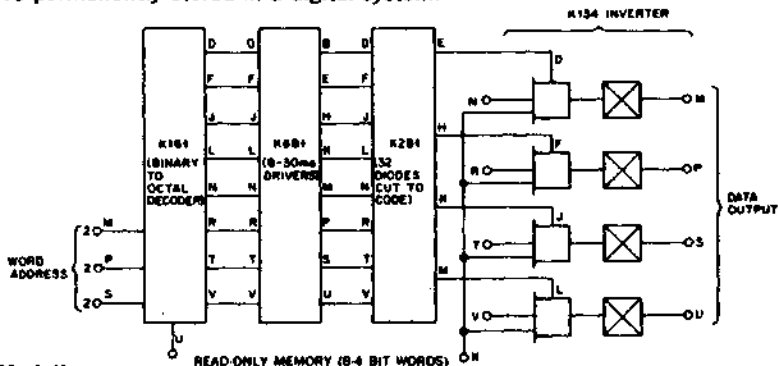 K134 INVERTER
D O B D E
F F E F
J J H J
L L K L
N N M N
R R P R
T T S T
V V U V
K161
(BINARY
TO
OCTAL
DECODER)
K681
(8-30ma
DRIVERS)
K281
(32
DIODES
CUT TO
CODE)
H
K
M
D
N
M
F
R
P
J
T
S
L
V
U
DATA
OUTPUT
WORD
ADDRESS
2 M
2 P
2 S
U
READ-ONLY MEMORY (8-4 BIT WORDS)